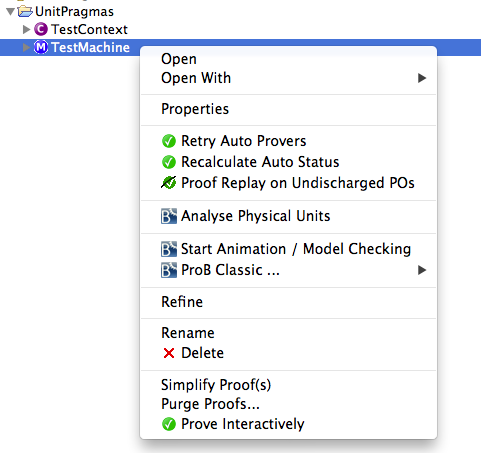 UnitPragmas
C TestContext
M TestMachine
Open
Open With
Properties
Retry Auto Provers
Recalculate Auto Status
Proof Replay on Undischarged POs
B Analyse Physical Units
B Start Animation / Model Checking
B ProB Classic ...
Refine
Rename
Delete
Simplify Proof(s)
Purge Proofs...
Prove Interactively